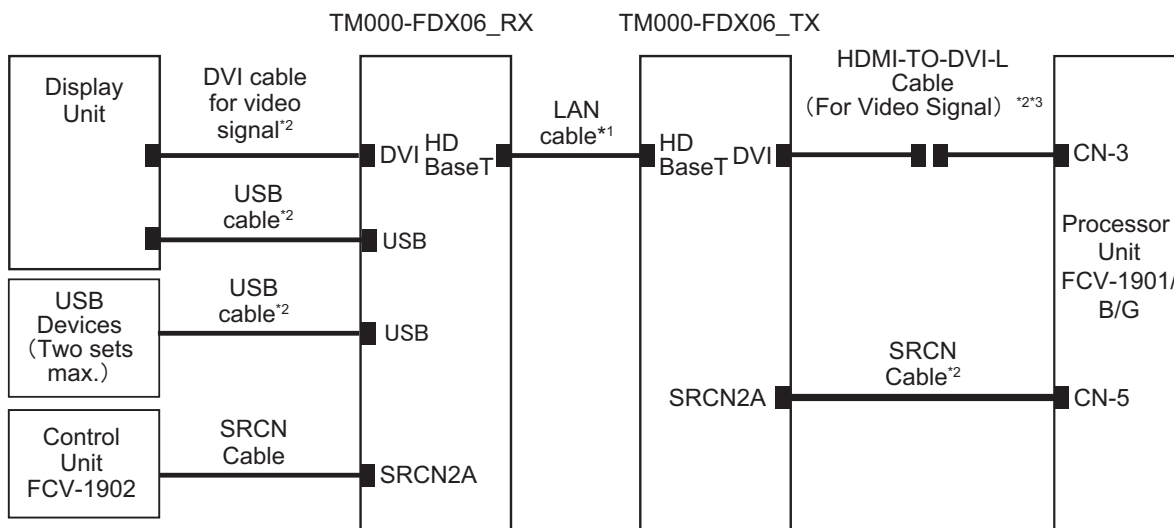 TM000-FDX06_RX
TM000-FDX06_TX
Display
Unit
DVI cable
for video
signal*2
DVI
HD
BaseT
LAN
cable*1
HD
BaseT
DVI
HDMI-TO-DVI-L
Cable
（For Video Signal） *2*3
CN-3
USB
cable*2
USB
Processor
Unit
FCV-1901/
B/G
USB
Devices
（Two sets
max.）
USB
cable*2
USB
SRCN2A
SRCN
Cable*2
CN-5
Control
Unit
FCV-1902
SRCN
Cable
SRCN2A